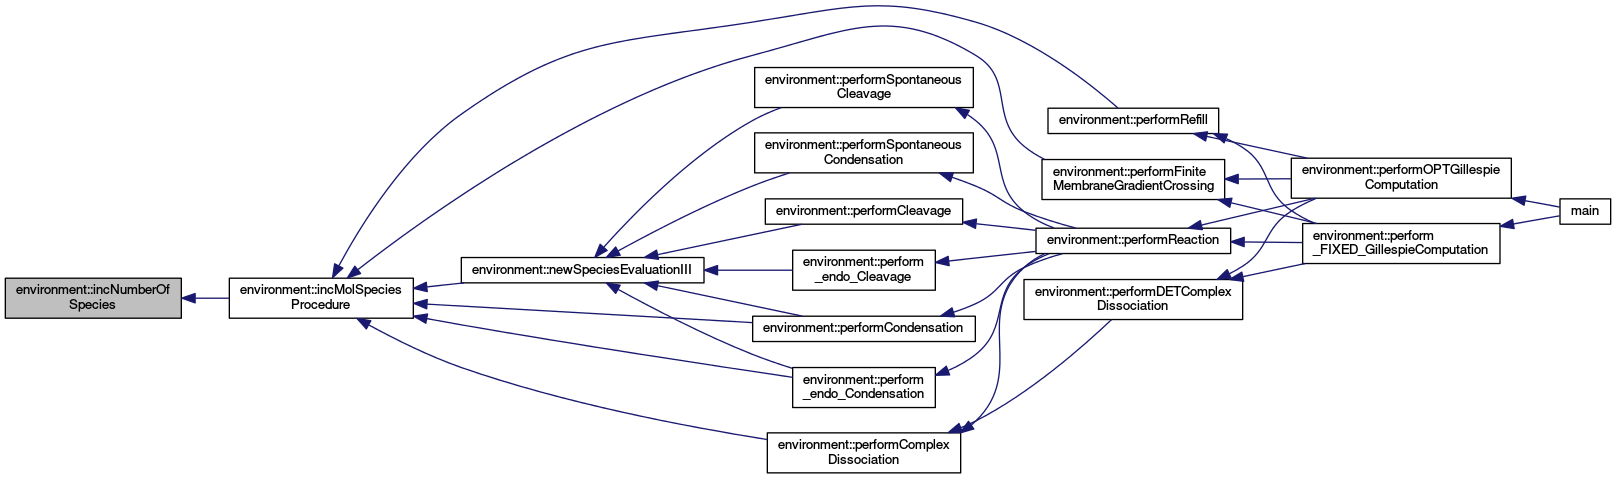 environment::incNumberOf
Species
environment::incMolSpecies
Procedure
environment::newSpeciesEvaluationIII
environment::performSpontaneous
Cleavage
environment::performSpontaneous
Condensation
environment::performCleavage
environment::perform
_endo_Cleavage
environment::performCondensation
environment::perform
_endo_Condensation
environment::performComplex
Dissociation
environment::performRefill
environment::performFinite
MembraneGradientCrossing
environment::performReaction
environment::performDETComplex
Dissociation
environment::performOPTGillespie
Computation
environment::perform
_FIXED_GillespieComputation
main